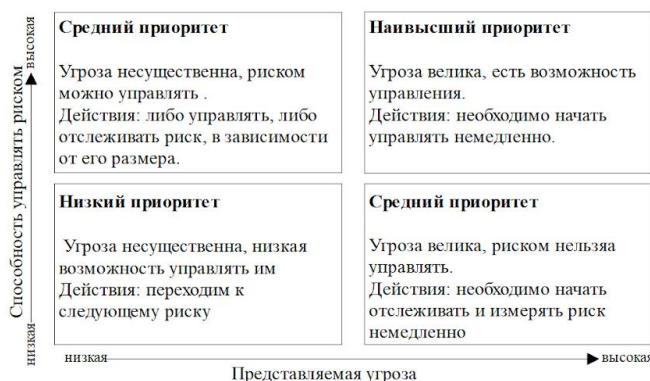 Способность управлять риском
высокая
низкая
Средний приоритет
Угроза несущественна, риском
можно управлять .
Действия: либо управлять, либо
отслеживать риск, в зависимости
от его размера.
Наивысший приоритет
Угроза велика, есть возможность
управления.
Действия: необходимо начать
управлять немедленно.
Низкий приоритет
Угроза несущественна, низкая
возможность управлять им
Действия: переходим к
следующему риску
Средний приоритет
Угроза велика, риском нельзяа
управлять.
Действия: необходимо начать
отслеживать и измерять риск
немедленно
низкая
высокая
Представляемая угроза